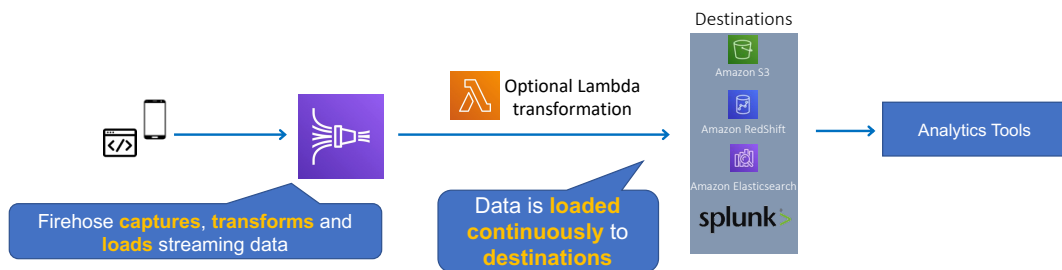 Destinations
Amazon S3
Optional Lambda
transformation
Amazon RedShift
</>
Analytics Tools
Amazon Elasticsearch
Firehose captures, transforms and
loads streaming data
Data is loaded
continuously to
destinations
splunk>